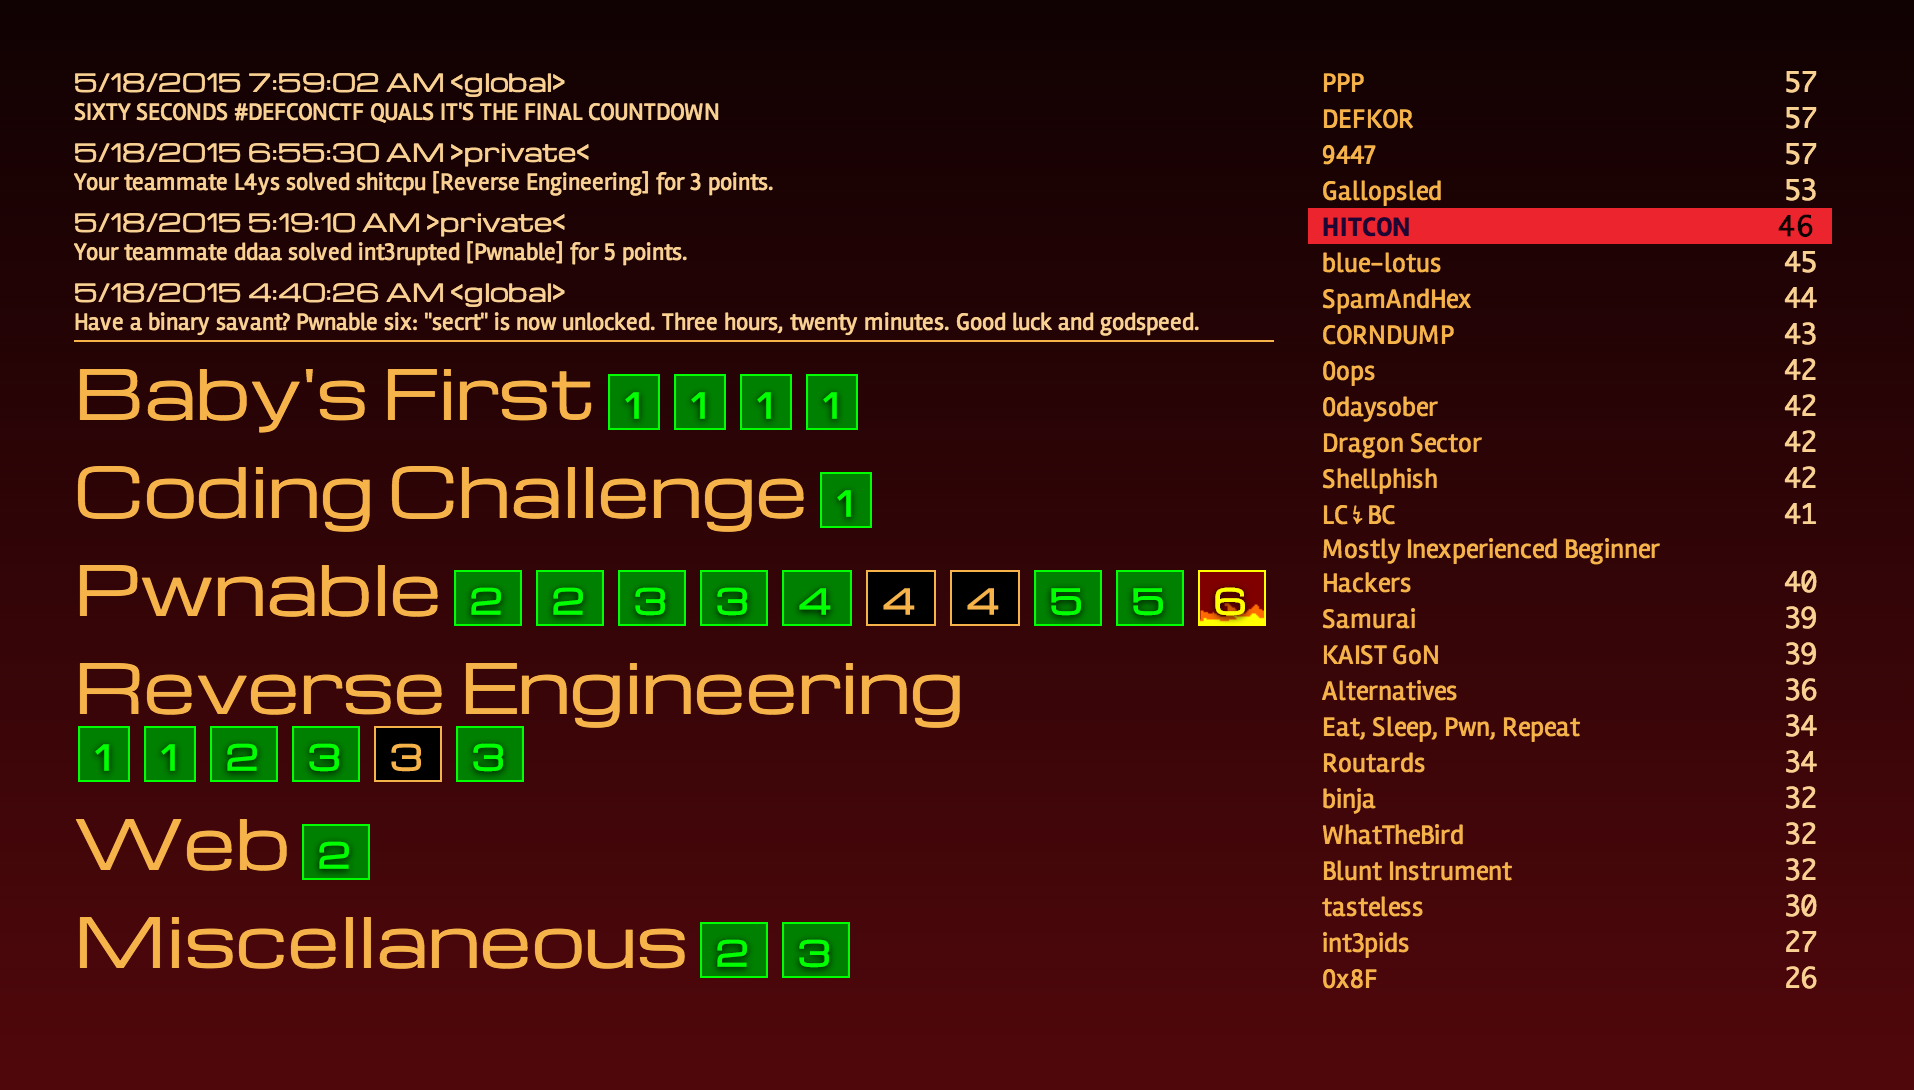 5/18/2015 7:59:02 AM <global>
SIXTY SECONDS #DEFCONCTF QUALS IT'S THE FINAL COUNTDOWN
5/18/2015 6:55:30 AM >private<
Your teammate L4ys solved shitcpu [Reverse Engineering] for 3 points.
5/18/2015 5:19:10 AM >private<
Your teammate ddaa solved int3rupted [Pwnable] for 5 points.
5/18/2015 4:40:26 AM <global>
Have a binary savant? Pwnable six: "secrt" is now unlocked. Three hours, twenty minutes. Good luck and godspeed.
Baby's First 1 1 1 1
Coding Challenge 1
Pwnable 2 2 3 3 4 4 4 5 5 6
Reverse Engineering
1 1 2 3 3 3
Web 2
Miscellaneous 2 3
PPP 57
DEFKOR 57
9447 57
Gallopsled 53
HITCON 46
blue-lotus 45
SpamAndHex 44
CORNDUMP 43
0ops 42
0daysober 42
Dragon Sector 42
Shellphish 42
LC↯BC 41
Mostly Inexperienced Beginner
Hackers 40
Samurai 39
KAIST GoN 39
Alternatives 36
Eat, Sleep, Pwn, Repeat 34
Routards 34
binja 32
WhatTheBird 32
Blunt Instrument 32
tasteless 30
int3pids 27
0x8F 26